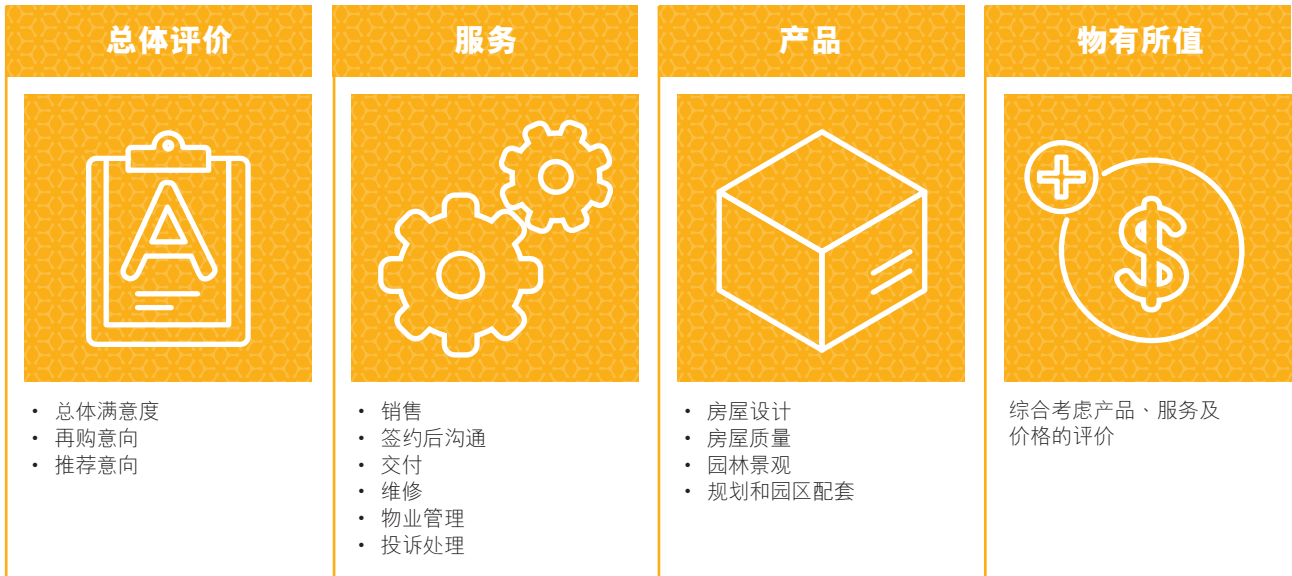 总体评价
• 总体满意度
• 再购意向
• 推荐意向
服务
• 销售
• 签约后沟通
• 交付
• 维修
• 物业管理
• 投诉处理
产品
• 房屋设计
• 房屋质量
• 园林景观
• 规划和园区配套
物有所值
综合考虑产品、服务及
价格的评价